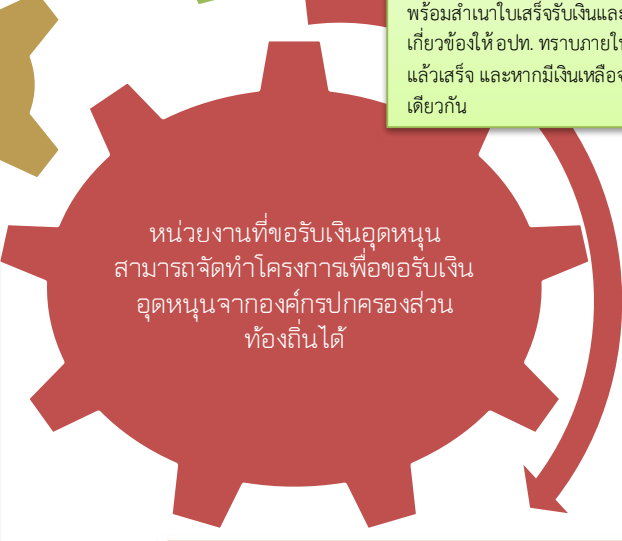 พร้อมสำเนาใบเสร็จรับเงินและ
เกี่ยวข้องให้ อปท. ทราบภายใน
แล้วเสร็จ และหากมีเงินเหลือ
เดียวกัน
หน่วยงานที่ขอรับเงินอุดหนุน
สามารถจัดทำโครงการเพื่อขอรับเงิน
อุดหนุนจากองค์กรปกครองส่วน
ท้องถิ่นได้